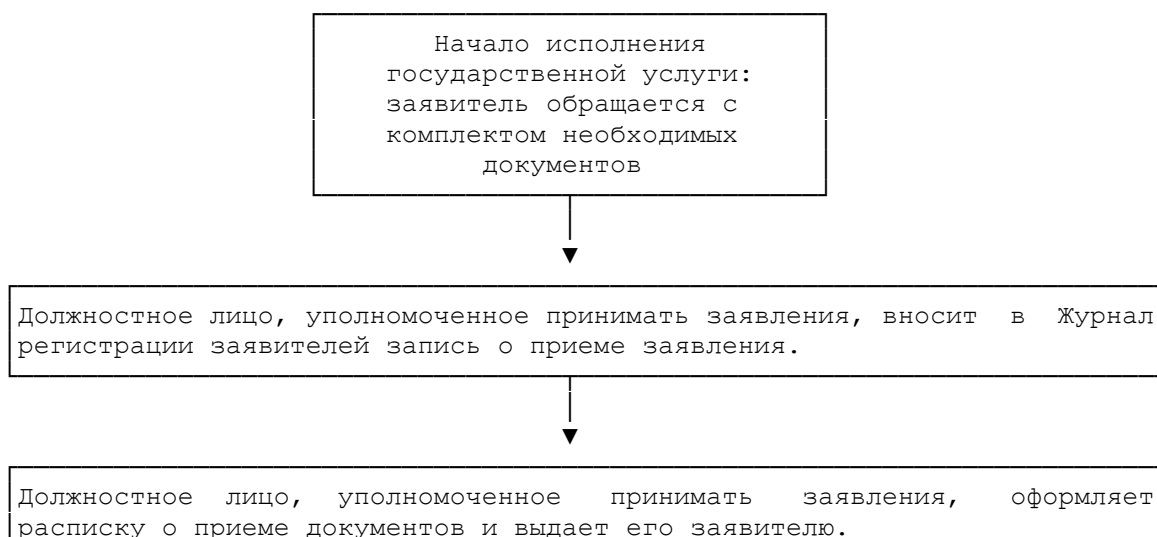 Начало исполнения
государственной услуги:
заявитель обращается с
комплектом необходимых
документов
Должностное лицо, уполномоченное принимать заявления, вносит в Журнал
регистрации заявителей запись о приеме заявления.
Должностное лицо, уполномоченное принимать заявления, оформляет
расписку о приеме документов и выдает его заявителю.